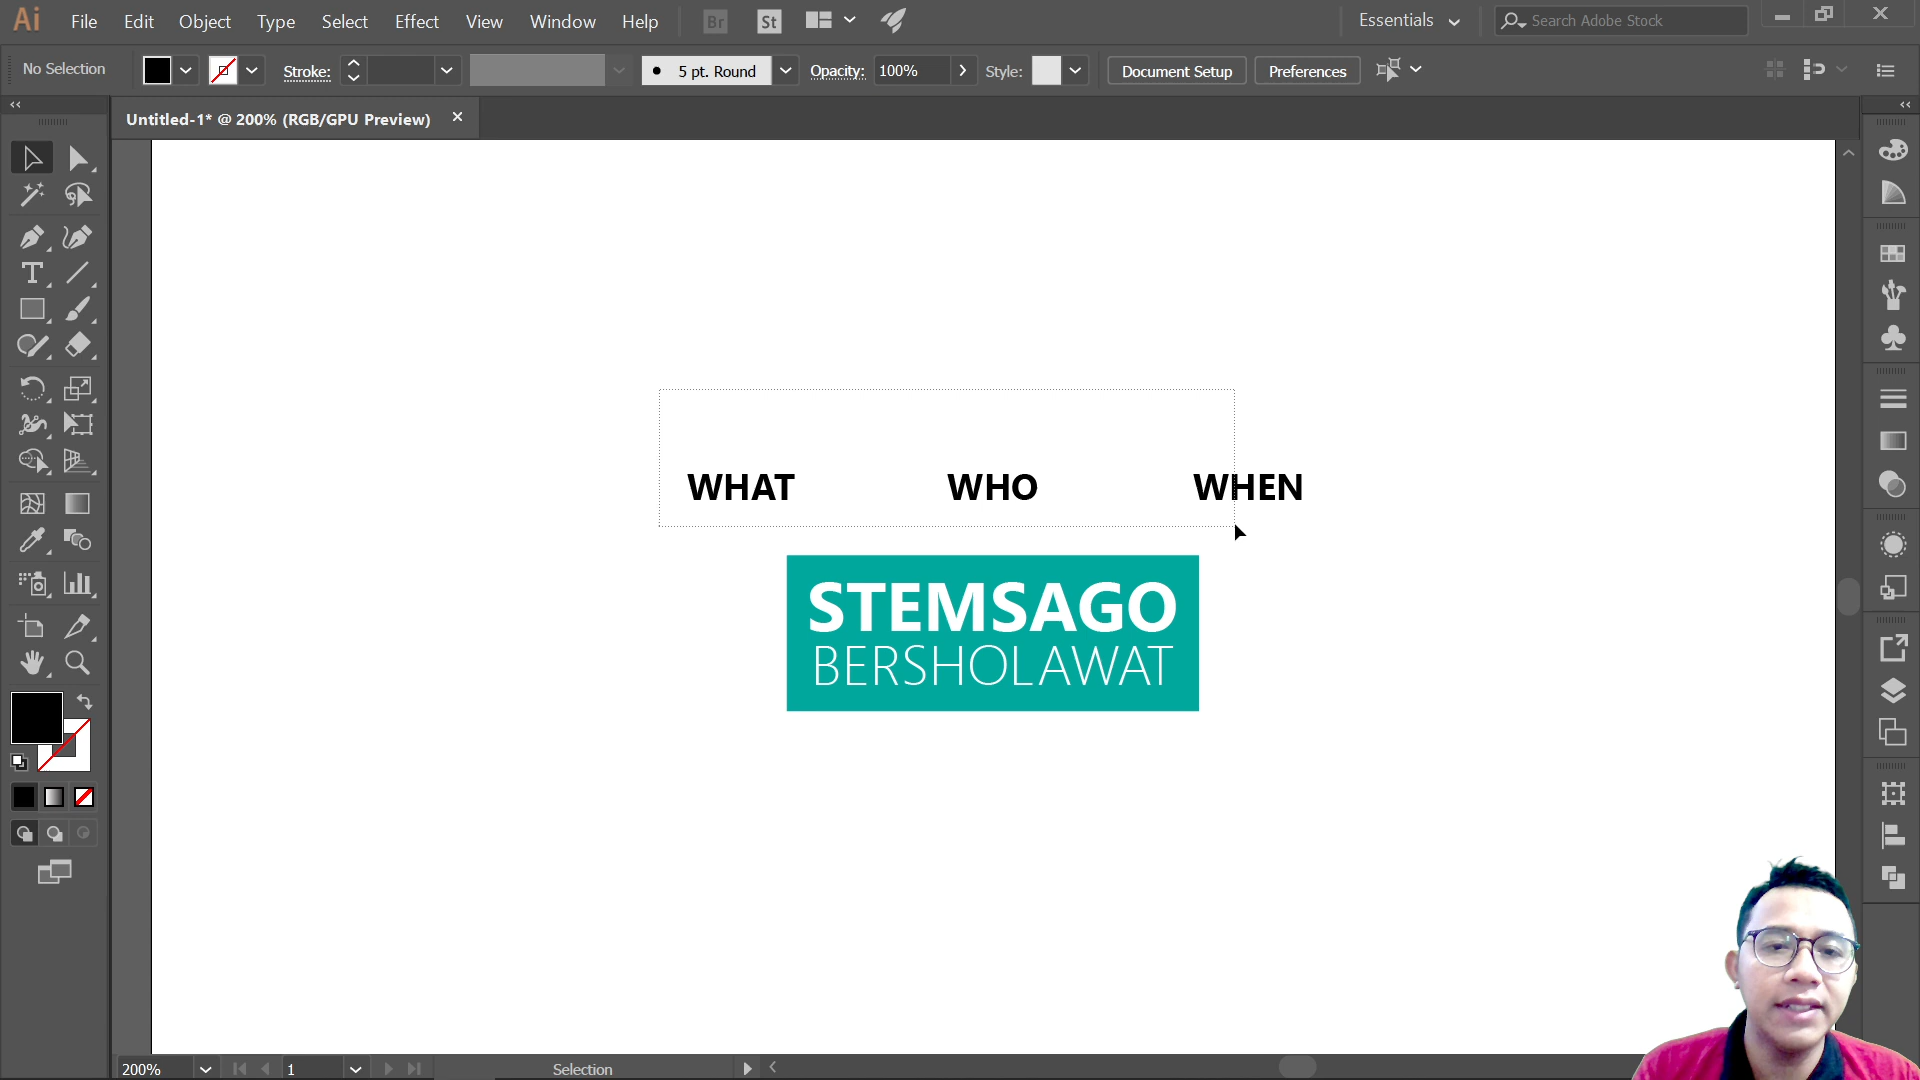 Ai File Edit Object Type Select Effect View Window Help Br St Essentials Search Adobe Stock
No Selection Stroke: 5 pt. Round Opacity: 100% Style: Document Setup Preferences
Untitled-1* @ 200% (RGB/GPU Preview)
WHAT WHO WHEN
STEMSAGO
BERSHOLAWAT
200% 1 Selection